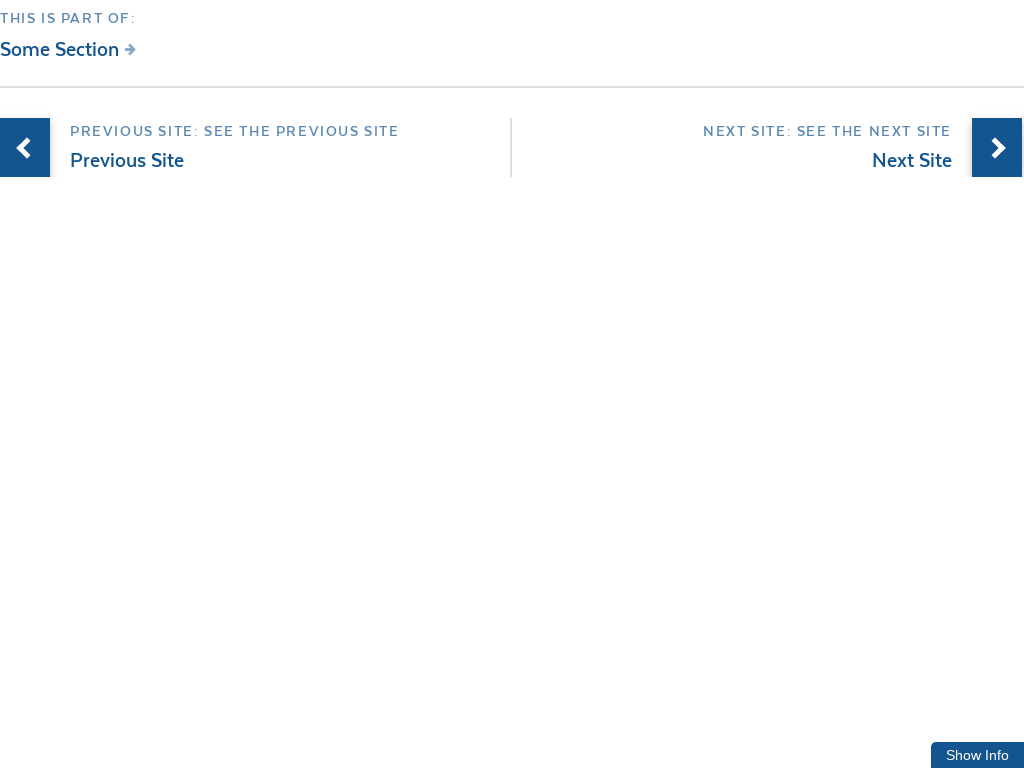 THIS IS PART OF:
Some Section
PREVIOUS SITE: SEE THE PREVIOUS SITE
Previous Site
NEXT SITE: SEE THE NEXT SITE
Next Site
Show Info